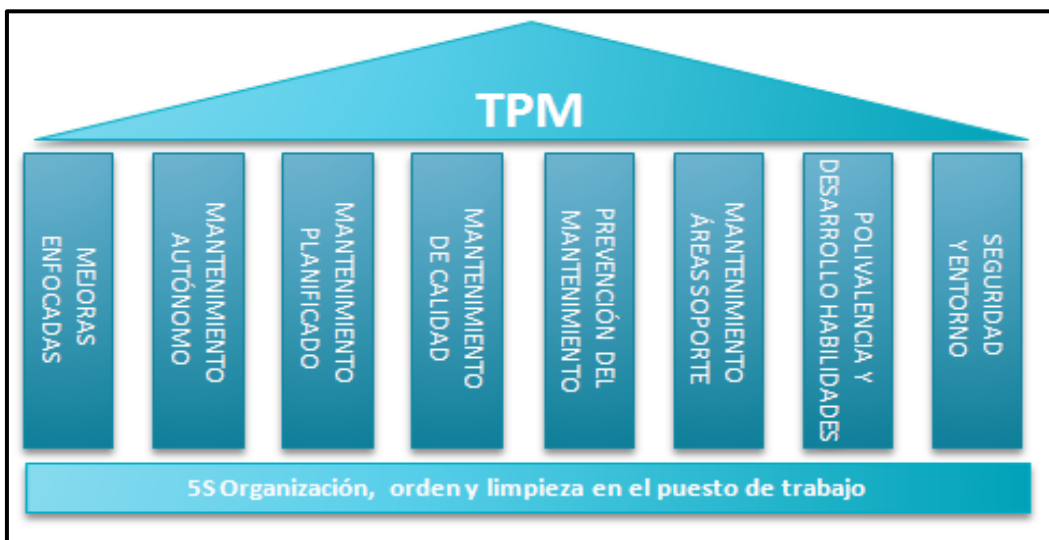 TPM
MEJORAS
ENFOCADAS
MANTENIMIENTO
AUTÓNOMO
MANTENIMIENTO
PLANIFICADO
MANTENIMIENTO
DE CALIDAD
PREVENCIÓN DEL
MANTENIMIENTO
MANTENIMIENTO
ÁREAS SOPORTE
POLIVALENCIA Y
DESARROLLO HABILIDADES
SEGURIDAD
Y ENTORNO
5S Organización, orden y limpieza en el puesto de trabajo